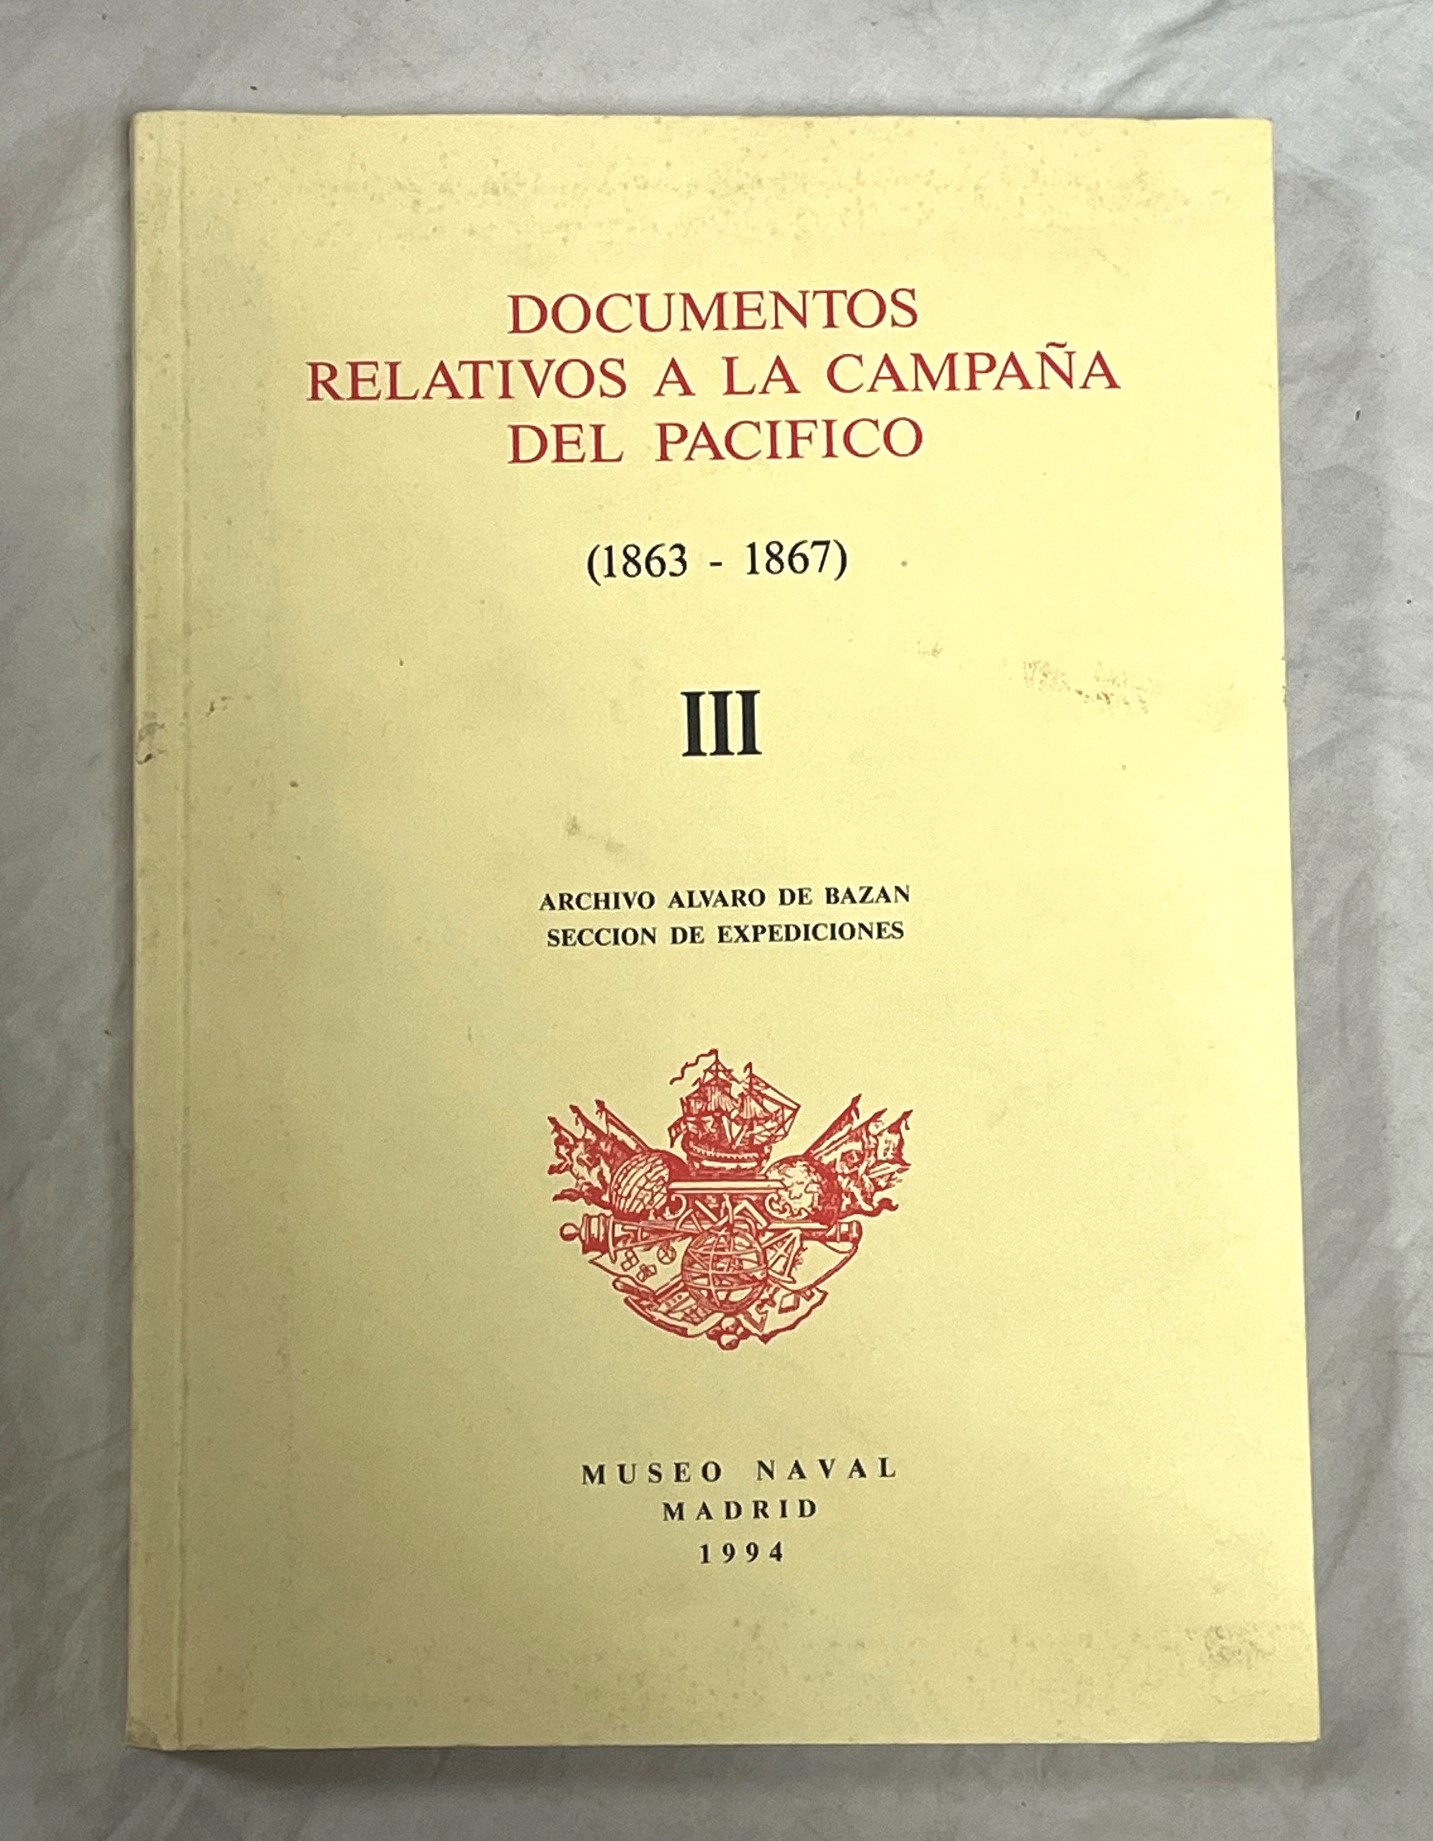 DOCUMENTOS
RELATIVOS A LA CAMPAÑA
DEL PACIFICO
(1863 - 1867)
III
ARCHIVO ALVARO DE BAZAN
SECCION DE EXPEDICIONES
MUSEO NAVAL
MADRID
1994